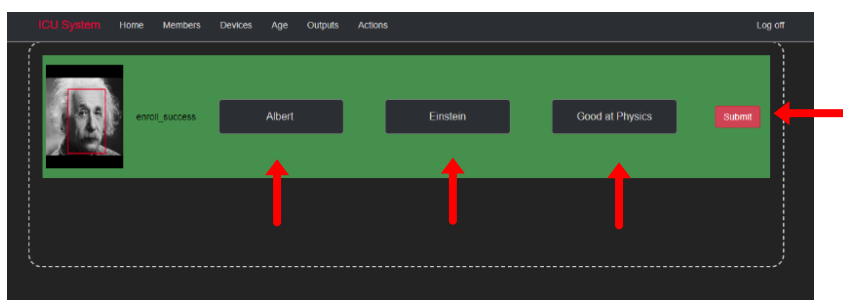 ICU System Home Members Devices Age Outputs Actions Log off
enroll_success Albert Einstein Good at Physics Submit